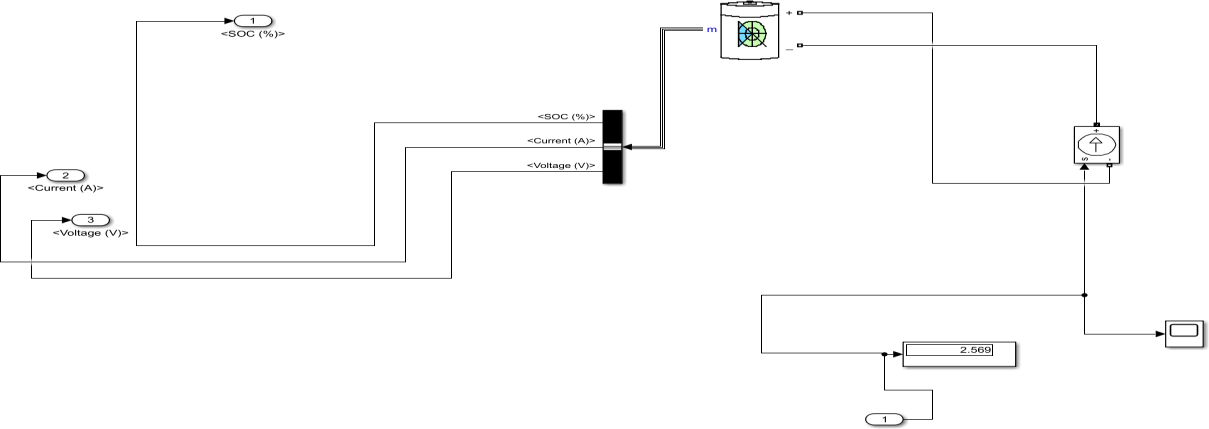 1
<SOC (%)>
+
m
_
<SOC (%)>
<Current (A)>
<Voltage (V)>
+
s
-
2
<Current (A)>
3
<Voltage (V)>
2.569
1